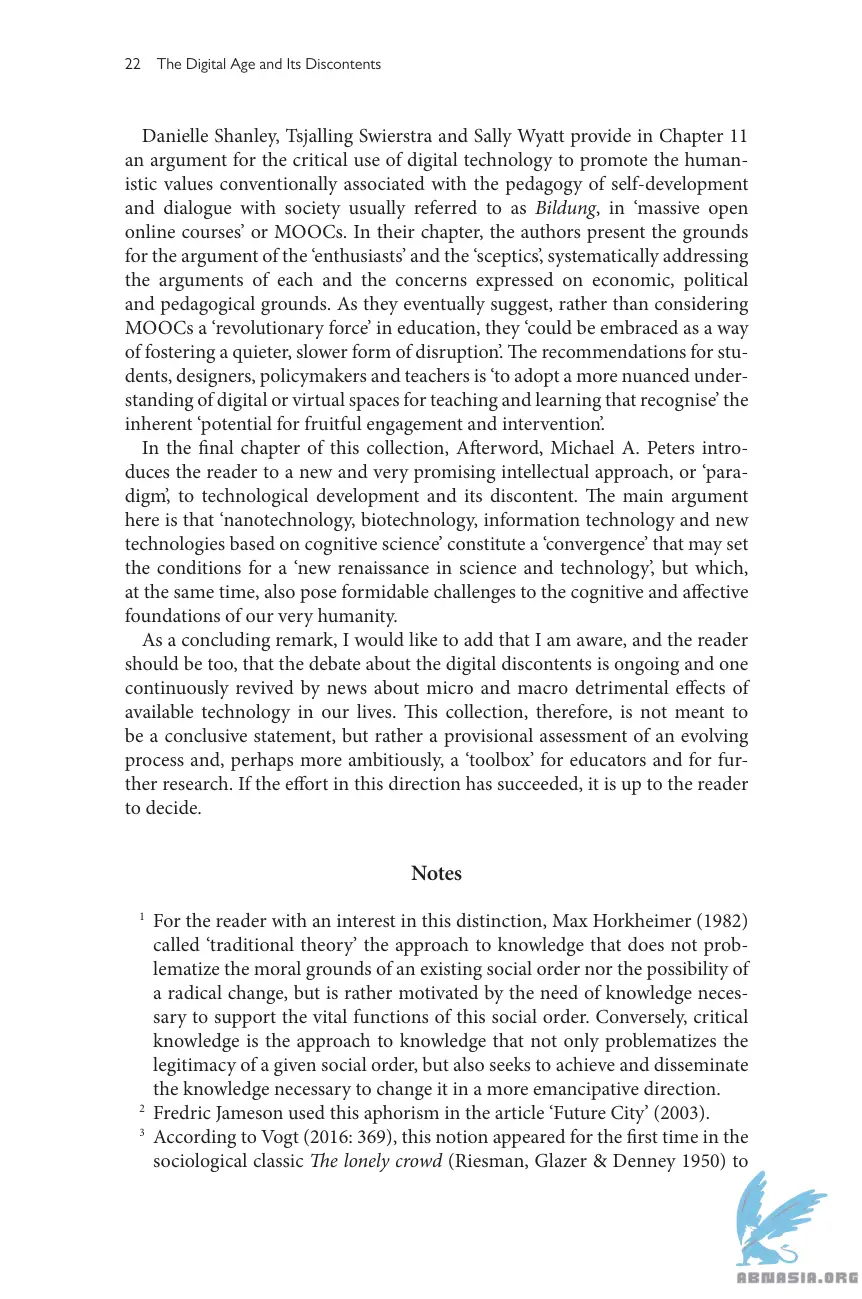 22 The Digital Age and Its Discontents
Danielle Shanley, Tsjalling Swierstra and Sally Wyatt provide in Chapter 11
an argument for the critical use of digital technology to promote the human-
istic values conventionally associated with the pedagogy of self-development
and dialogue with society usually referred to as Bildung, in ‘massive open
online courses’ or MOOCs. In their chapter, the authors present the grounds
for the argument of the ‘enthusiasts’ and the ‘sceptics’, systematically addressing
the arguments of each and the concerns expressed on economic, political
and pedagogical grounds. As they eventually suggest, rather than considering
MOOCs a ‘revolutionary force’ in education, they ‘could be embraced as a way
of fostering a quieter, slower form of disruption’. The recommendations for stu-
dents, designers, policymakers and teachers is ‘to adopt a more nuanced under-
standing of digital or virtual spaces for teaching and learning that recognise’ the
inherent ‘potential for fruitful engagement and intervention’.
In the final chapter of this collection, Afterword, Michael A. Peters intro-
duces the reader to a new and very promising intellectual approach, or ‘para-
digm’, to technological development and its discontent. The main argument
here is that ‘nanotechnology, biotechnology, information technology and new
technologies based on cognitive science’ constitute a ‘convergence’ that may set
the conditions for a ‘new renaissance in science and technology’, but which,
at the same time, also pose formidable challenges to the cognitive and affective
foundations of our very humanity.
As a concluding remark, I would like to add that I am aware, and the reader
should be too, that the debate about the digital discontents is ongoing and one
continuously revived by news about micro and macro detrimental effects of
available technology in our lives. This collection, therefore, is not meant to
be a conclusive statement, but rather a provisional assessment of an evolving
process and, perhaps more ambitiously, a ‘toolbox’ for educators and for fur-
ther research. If the effort in this direction has succeeded, it is up to the reader
to decide.
Notes
1 For the reader with an interest in this distinction, Max Horkheimer (1982)
called ‘traditional theory’ the approach to knowledge that does not prob-
lematize the moral grounds of an existing social order nor the possibility of
a radical change, but is rather motivated by the need of knowledge neces-
sary to support the vital functions of this social order. Conversely, critical
knowledge is the approach to knowledge that not only problematizes the
legitimacy of a given social order, but also seeks to achieve and disseminate
the knowledge necessary to change it in a more emancipative direction.
2 Fredric Jameson used this aphorism in the article ‘Future City’ (2003).
3 According to Vogt (2016: 369), this notion appeared for the first time in the
sociological classic The lonely crowd (Riesman, Glazer & Denney 1950) to
ABNASIA.ORG